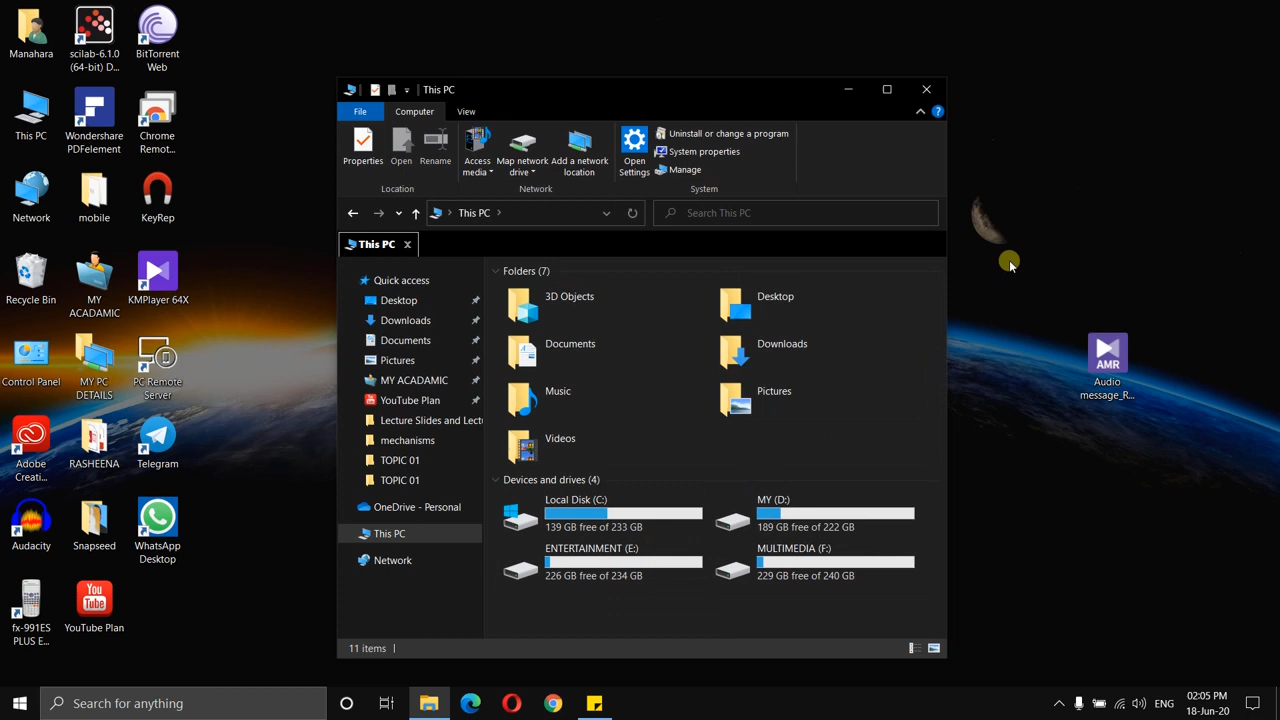 Manahara
scilab-6.1.0
(64-bit) D...
BitTorrent
Web
This PC
Wondershare
PDFelement
Chrome
Remot...
Network
mobile
KeyRep
Recycle Bin
MY
ACADAMIC
KMPlayer 64X
Control Panel
MY PC
DETAILS
PC Remote
Server
Adobe
Creati...
RASHEENA
Telegram
Audacity
Snapseed
WhatsApp
Desktop
fx-991ES
PLUS E...
You
Tube
YouTube Plan
This PC
File
Computer
View
Properties
Open
Rename
Access
media
Map network
drive
Add a network
location
Open
Settings
Uninstall or change a program
System properties
Manage
Location
Network
System
This PC
Search This PC
This PC x
Quick access
Desktop
Downloads
Documents
Pictures
MY ACADAMIC
YouTube Plan
Lecture Slides and Lectu
mechanisms
TOPIC 01
TOPIC 01
OneDrive - Personal
This PC
Network
Folders (7)
3D Objects
Desktop
Documents
Downloads
Music
Pictures
Videos
Devices and drives (4)
Local Disk (C:)
139 GB free of 233 GB
MY (D:)
189 GB free of 222 GB
ENTERTAINMENT (E:)
226 GB free of 234 GB
MULTIMEDIA (F:)
229 GB free of 240 GB
11 items
AMR
Audio
message_R...
Search for anything
ENG
02:05 PM
18-Jun-20